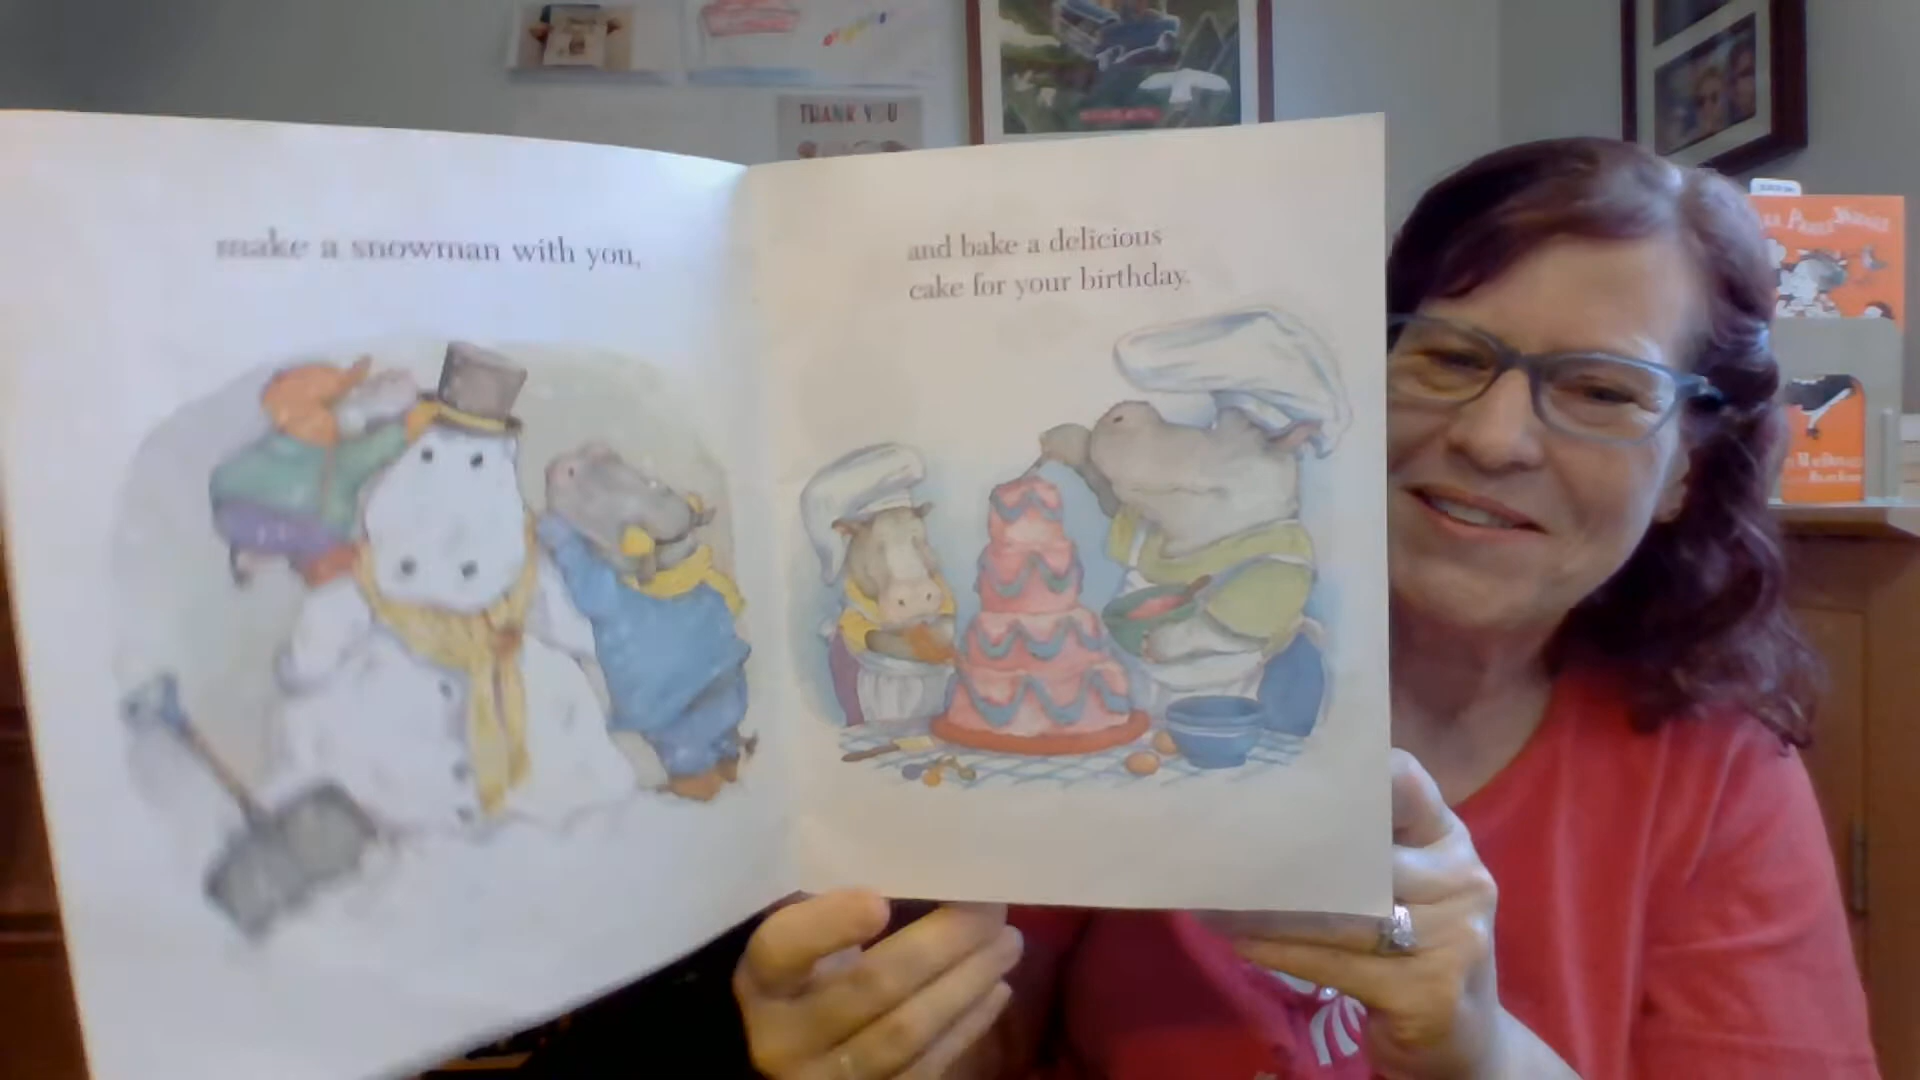 THANK YOU
make a snowman with you,
and bake a delicious
cake for your birthday.